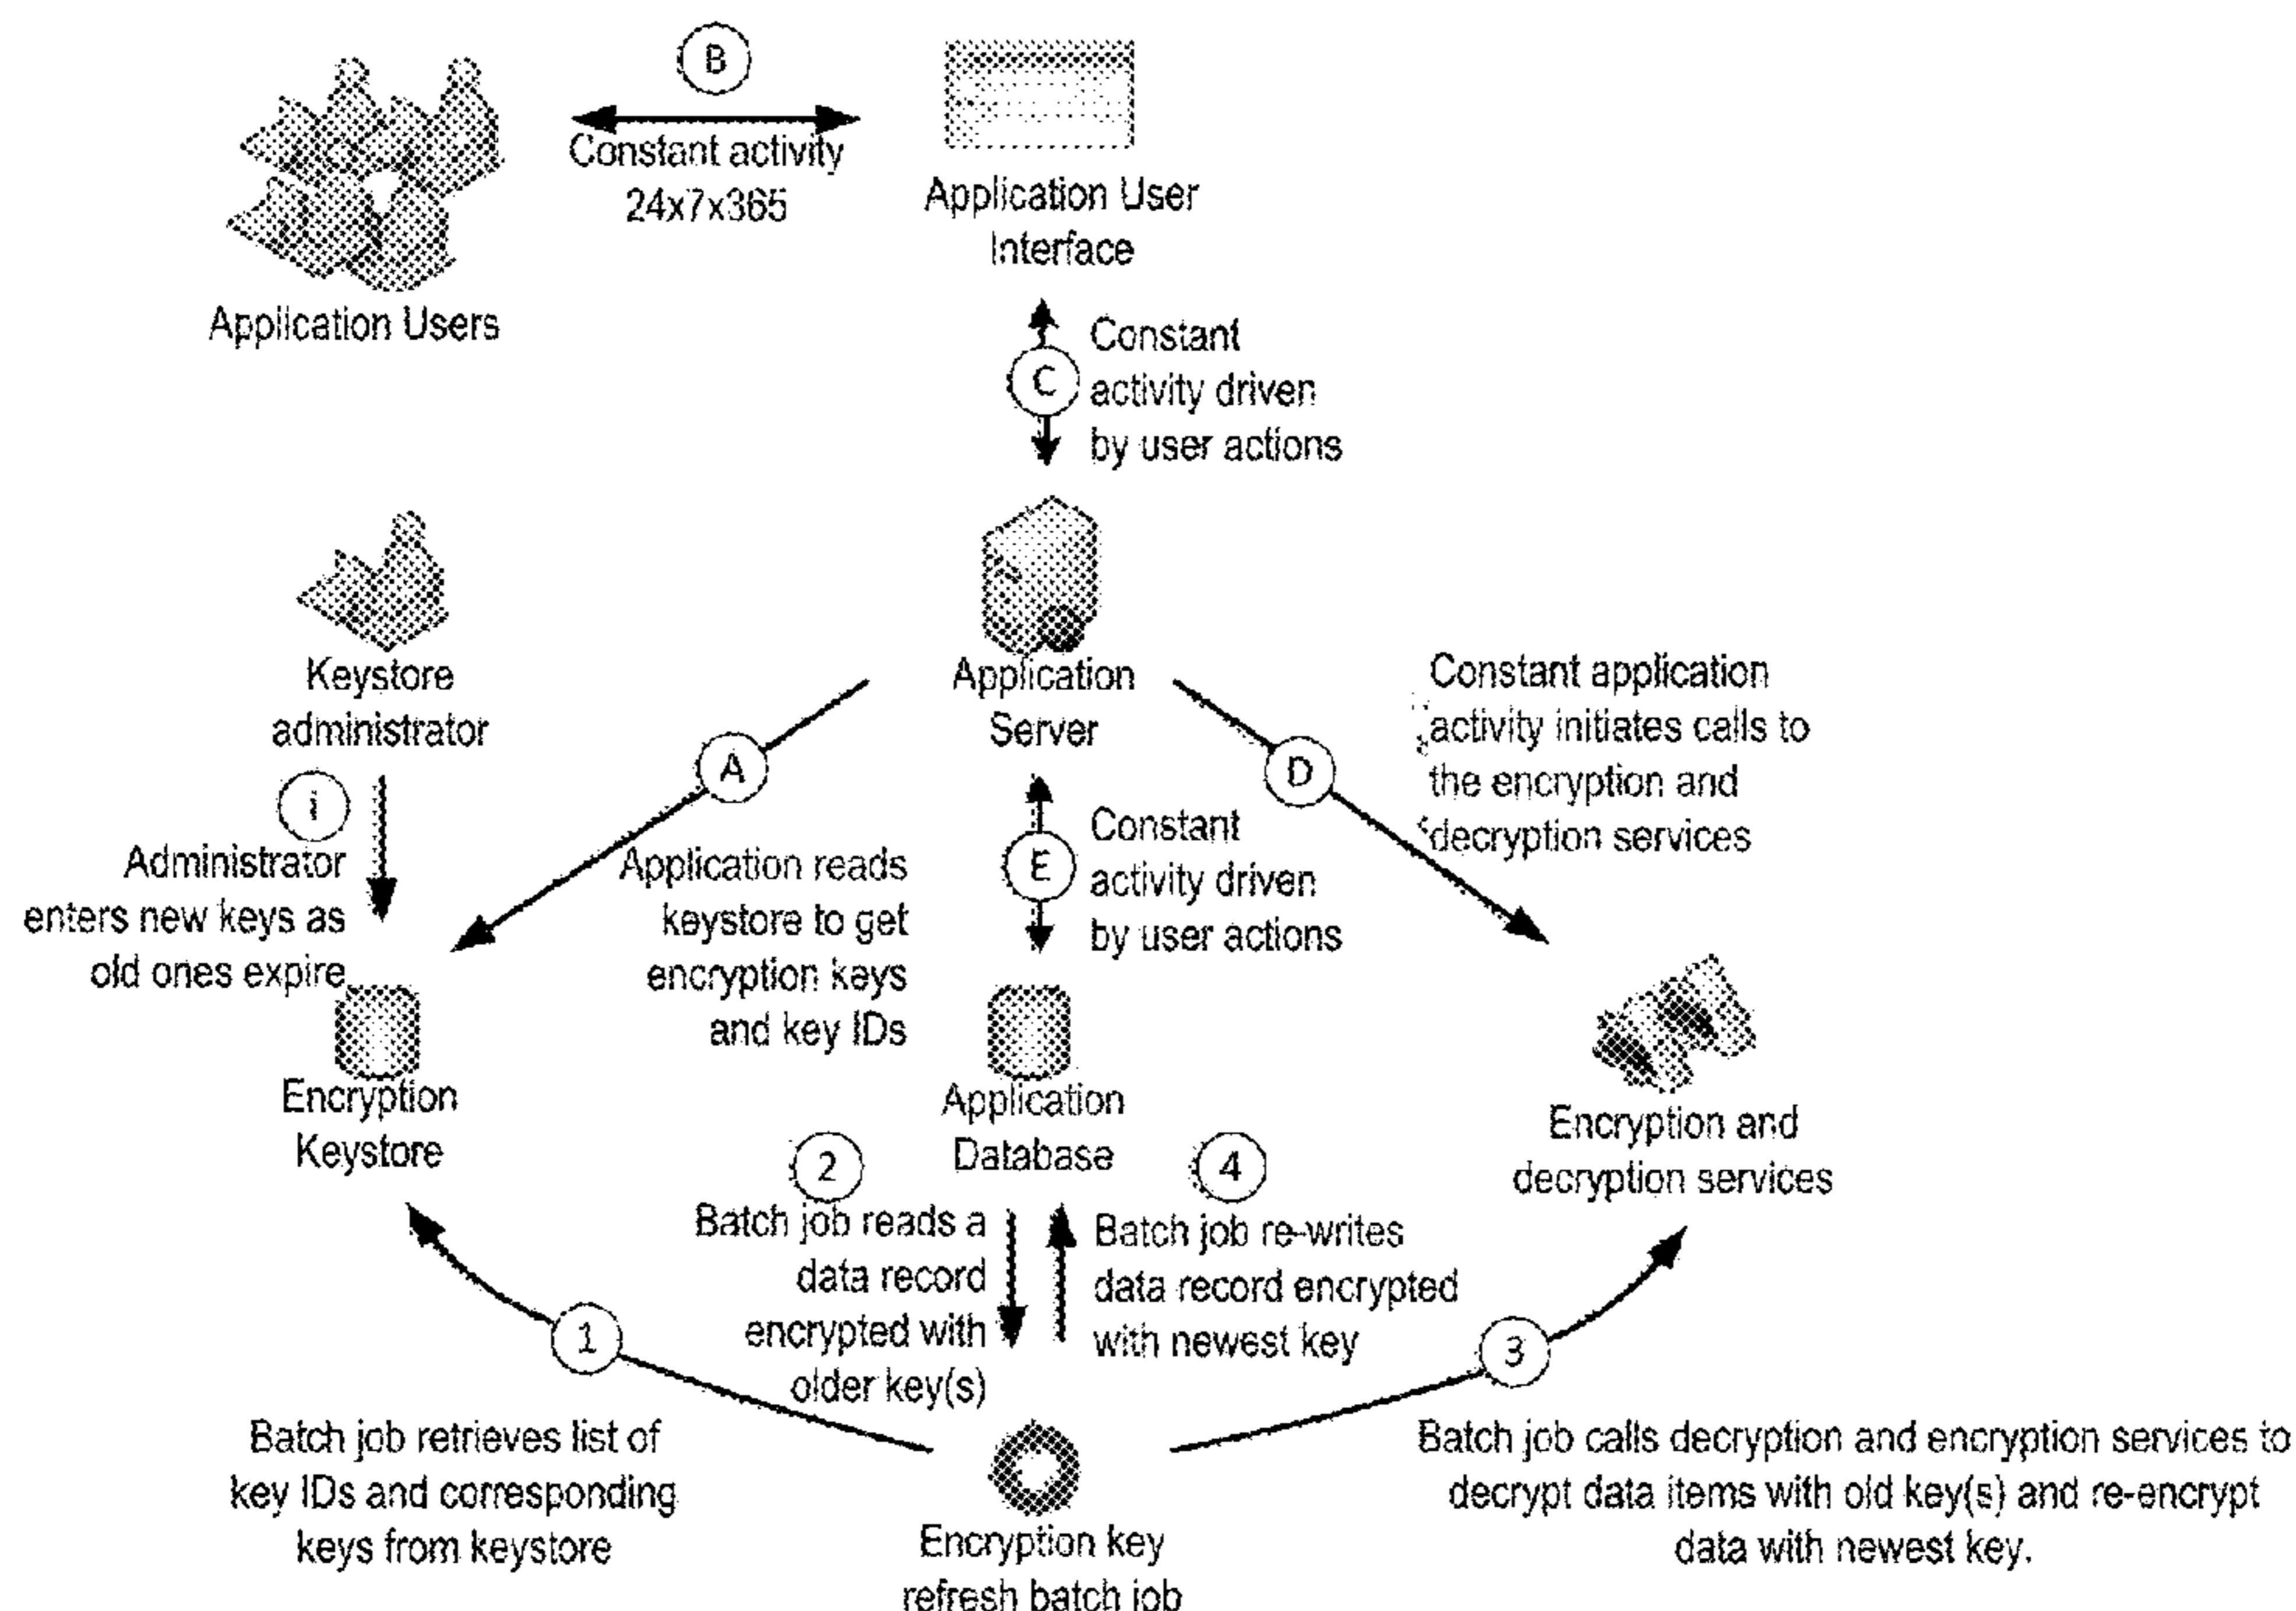 B
Constant activity
24x7x365
Application Users
Application User
Interface
C
Constant
activity driven
by user actions
Keystore
administrator
Application
Server
i
Administrator
enters new keys as
old ones expire
A
Application reads
keystore to get
encryption keys
and key IDs
E
Constant
activity driven
by user actions
D
Constant application
activity initiates calls to
the encryption and
decryption services
Encryption
Keystore
Application
Database
Encryption and
decryption services
2
Batch job reads a
data record
encrypted with
older key(s)
4
Batch job re-writes
data record encrypted
with newest key
1
Batch job retrieves list of
key IDs and corresponding
keys from keystore
3
Batch job calls decryption and encryption services to
decrypt data items with old key(s) and re-encrypt
data with newest key.
Encryption key
refresh batch job